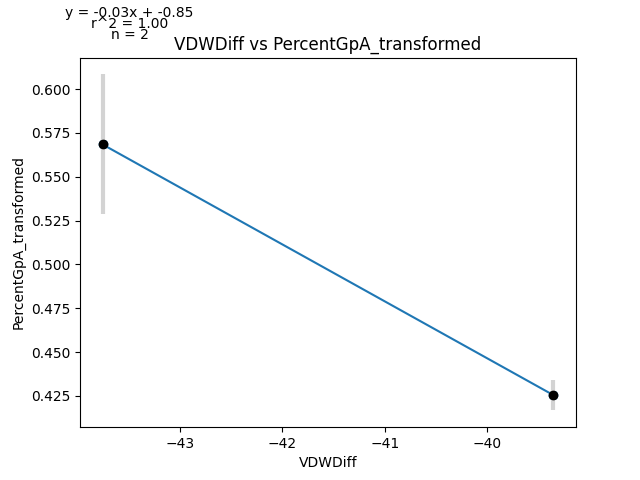 y = -0.03x + -0.85
r^2 = 1.00
n = 2
VDWDiff vs PercentGpA_transformed
0.600
0.575
0.550
0.525
0.500
0.475
0.450
0.425
PercentGpA_transformed
−43
−42
−41
−40
VDWDiff